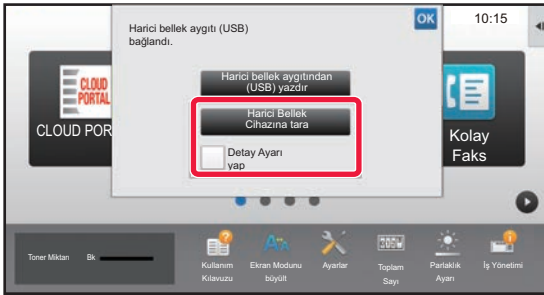 Harici bellek aygıtı (USB)
bağlandı.
OK
10:15
Harici bellek aygıtından
(USB) yazdır
Harici Bellek
Cihazına tara
Detay Ayarı
yap
CLOUD
PORTAL
CLOUD POR
Kolay
Faks
Toner Miktarı Bk
Kullanım
Kılavuzu
Ekran Modunu
büyült
Ayarlar
Toplam
Sayı
Parlaklık
Ayarı
İş Yönetimi